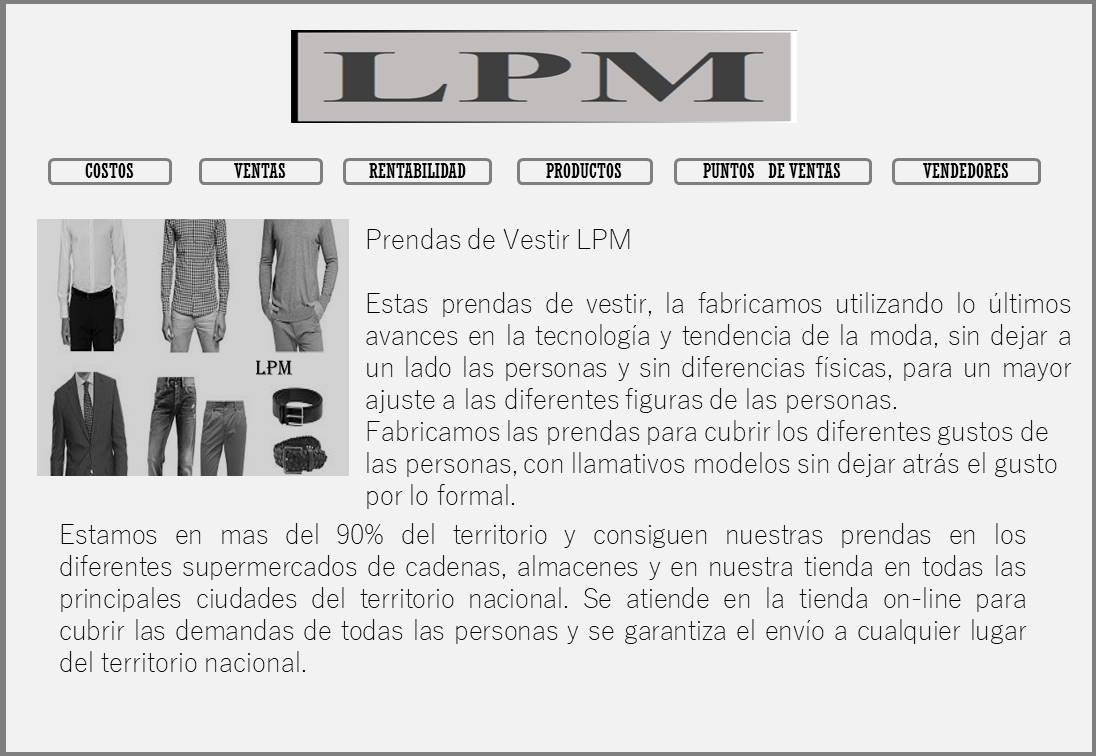 LPM
COSTOS
VENTAS
RENTABILIDAD
PRODUCTOS
PUNTOS DE VENTAS
VENDEDORES
LPM
Prendas de Vestir LPM
Estas prendas de vestir, la fabricamos utilizando lo últimos
avances en la tecnología y tendencia de la moda, sin dejar a
un lado las personas y sin diferencias físicas, para un mayor
ajuste a las diferentes figuras de las personas.
Fabricamos las prendas para cubrir los diferentes gustos de
las personas, con llamativos modelos sin dejar atrás el gusto
por lo formal.
Estamos en mas del 90% del territorio y consiguen nuestras prendas en los
diferentes supermercados de cadenas, almacenes y en nuestra tienda en todas las
principales ciudades del territorio nacional. Se atiende en la tienda on-line para
cubrir las demandas de todas las personas y se garantiza el envío a cualquier lugar
del territorio nacional.